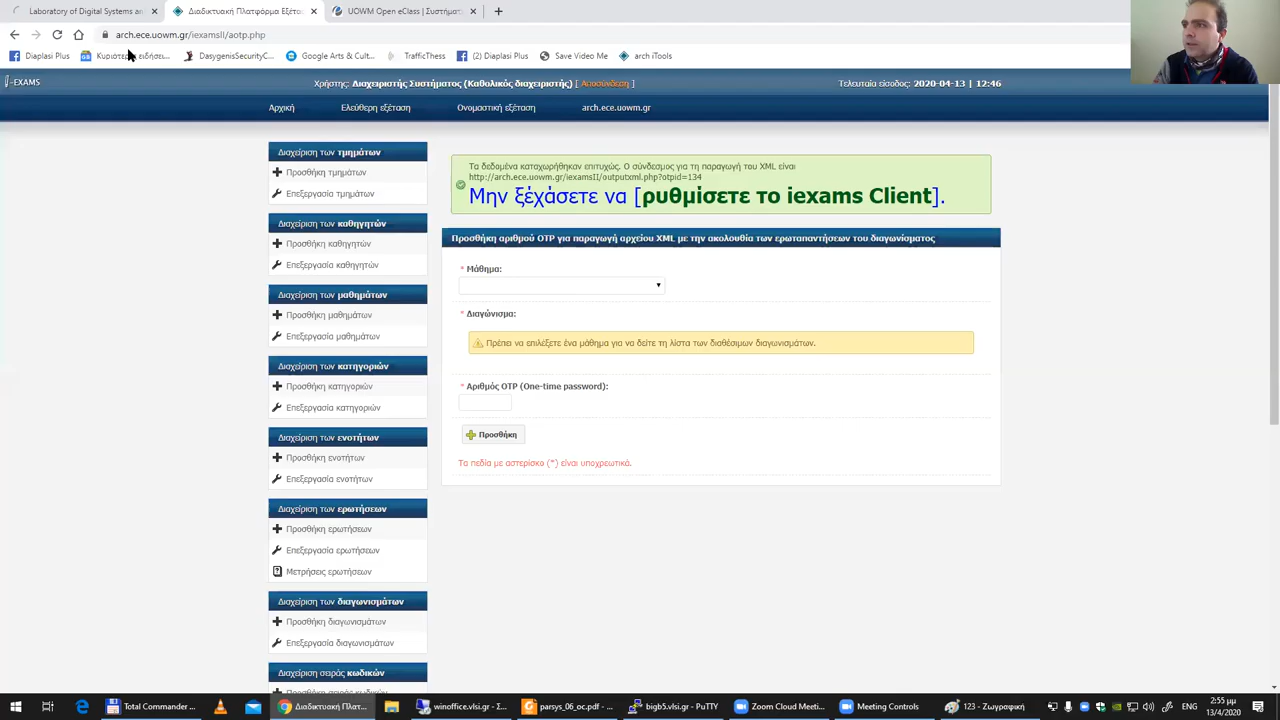 Laboratory of Digital Systems an
Διαδικτυακή Πλατφόρμα Εξέτασ
UOWM Open eClass | Συστήματ
arch.ece.uowm.gr/iexamsII/aotp.php
Diaplasi Plus
DasygenisSecurityC...
Google Arts & Cult...
TrafficThess
(2) Diaplasi Plus
Save Video Me
arch iTools
i-EXAMS
Χρήστης: Διαχειριστής Συστήματος (Καθολικός διαχειριστής) [ Αποσύνδεση ]
Τελευταία είσοδος: 2020-04-13 | 12:46
Αρχική
Ελεύθερη εξέταση
Ονομαστική εξέταση
arch.ece.uowm.gr
Διαχείριση των τμημάτων
Προσθήκη τμημάτων
Επεξεργασία τμημάτων
Διαχείριση των καθηγητών
Προσθήκη καθηγητών
Επεξεργασία καθηγητών
Διαχείριση των μαθημάτων
Προσθήκη μαθημάτων
Επεξεργασία μαθημάτων
Διαχείριση των κατηγοριών
Προσθήκη κατηγοριών
Επεξεργασία κατηγοριών
Διαχείριση των ενοτήτων
Προσθήκη ενοτήτων
Επεξεργασία ενοτήτων
Διαχείριση των ερωτήσεων
Προσθήκη ερωτήσεων
Επεξεργασία ερωτήσεων
Μετρήσεις ερωτήσεων
Διαχείριση των διαγωνισμάτων
Προσθήκη διαγωνισμάτων
Επεξεργασία διαγωνισμάτων
Διαχείριση σειράς κωδικών
Προσθήκη σειράς κωδικών
Τα δεδομένα καταχωρήθηκαν επιτυχώς. Ο σύνδεσμος για τη παραγωγή του XML είναι
http://arch.ece.uowm.gr/iexamsII/outputxml.php?otpid=134
Μην ξέχάσετε να [ρυθμίσετε το iexams Client].
Προσθήκη αριθμού OTP για παραγωγή αρχείου XML με την ακολουθία των ερωταπαντήσεων του διαγωνίσματος
* Μάθημα:
* Διαγώνισμα:
Πρέπει να επιλέξετε ένα μάθημα για να δείτε τη λίστα των διαθέσιμων διαγωνισμάτων.
* Αριθμός OTP (One-time password):
Προσθήκη
Τα πεδία με αστερίσκο (*) είναι υποχρεωτικά.
Total Commander ...
Διαδικτυακή Πλατ...
winoffice.vlsi.gr - Σ...
parsys_06_oc.pdf - ...
bigb5.vlsi.gr - PuTTY
Zoom Cloud Meeti...
Meeting Controls
123 - Ζωγραφική
2:55 μμ
13/4/2020